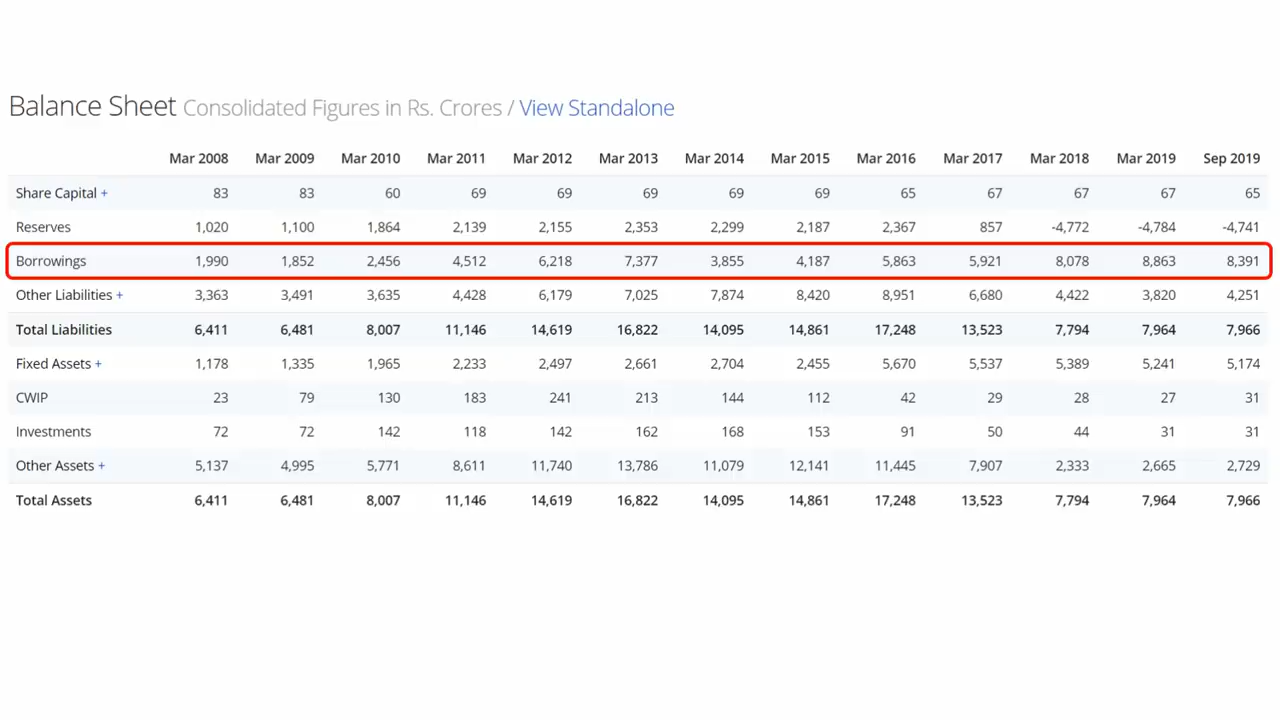 Balance Sheet Consolidated Figures in Rs. Crores / View Standalone
Mar 2008 Mar 2009 Mar 2010 Mar 2011 Mar 2012 Mar 2013 Mar 2014 Mar 2015 Mar 2016 Mar 2017 Mar 2018 Mar 2019 Sep 2019
Share Capital + 83 83 60 69 69 69 69 69 65 67 67 67 65
Reserves 1,020 1,100 1,864 2,139 2,155 2,353 2,299 2,187 2,367 857 -4,772 -4,784 -4,741
Borrowings 1,990 1,852 2,456 4,512 6,218 7,377 3,855 4,187 5,863 5,921 8,078 8,863 8,391
Other Liabilities + 3,363 3,491 3,635 4,428 6,179 7,025 7,874 8,420 8,951 6,680 4,422 3,820 4,251
Total Liabilities 6,411 6,481 8,007 11,146 14,619 16,822 14,095 14,861 17,248 13,523 7,794 7,964 7,966
Fixed Assets + 1,178 1,335 1,965 2,233 2,497 2,661 2,704 2,455 5,670 5,537 5,389 5,241 5,174
CWIP 23 79 130 183 241 213 144 112 42 29 28 27 31
Investments 72 72 142 118 142 162 168 153 91 50 44 31 31
Other Assets + 5,137 4,995 5,771 8,611 11,740 13,786 11,079 12,141 11,445 7,907 2,333 2,665 2,729
Total Assets 6,411 6,481 8,007 11,146 14,619 16,822 14,095 14,861 17,248 13,523 7,794 7,964 7,966